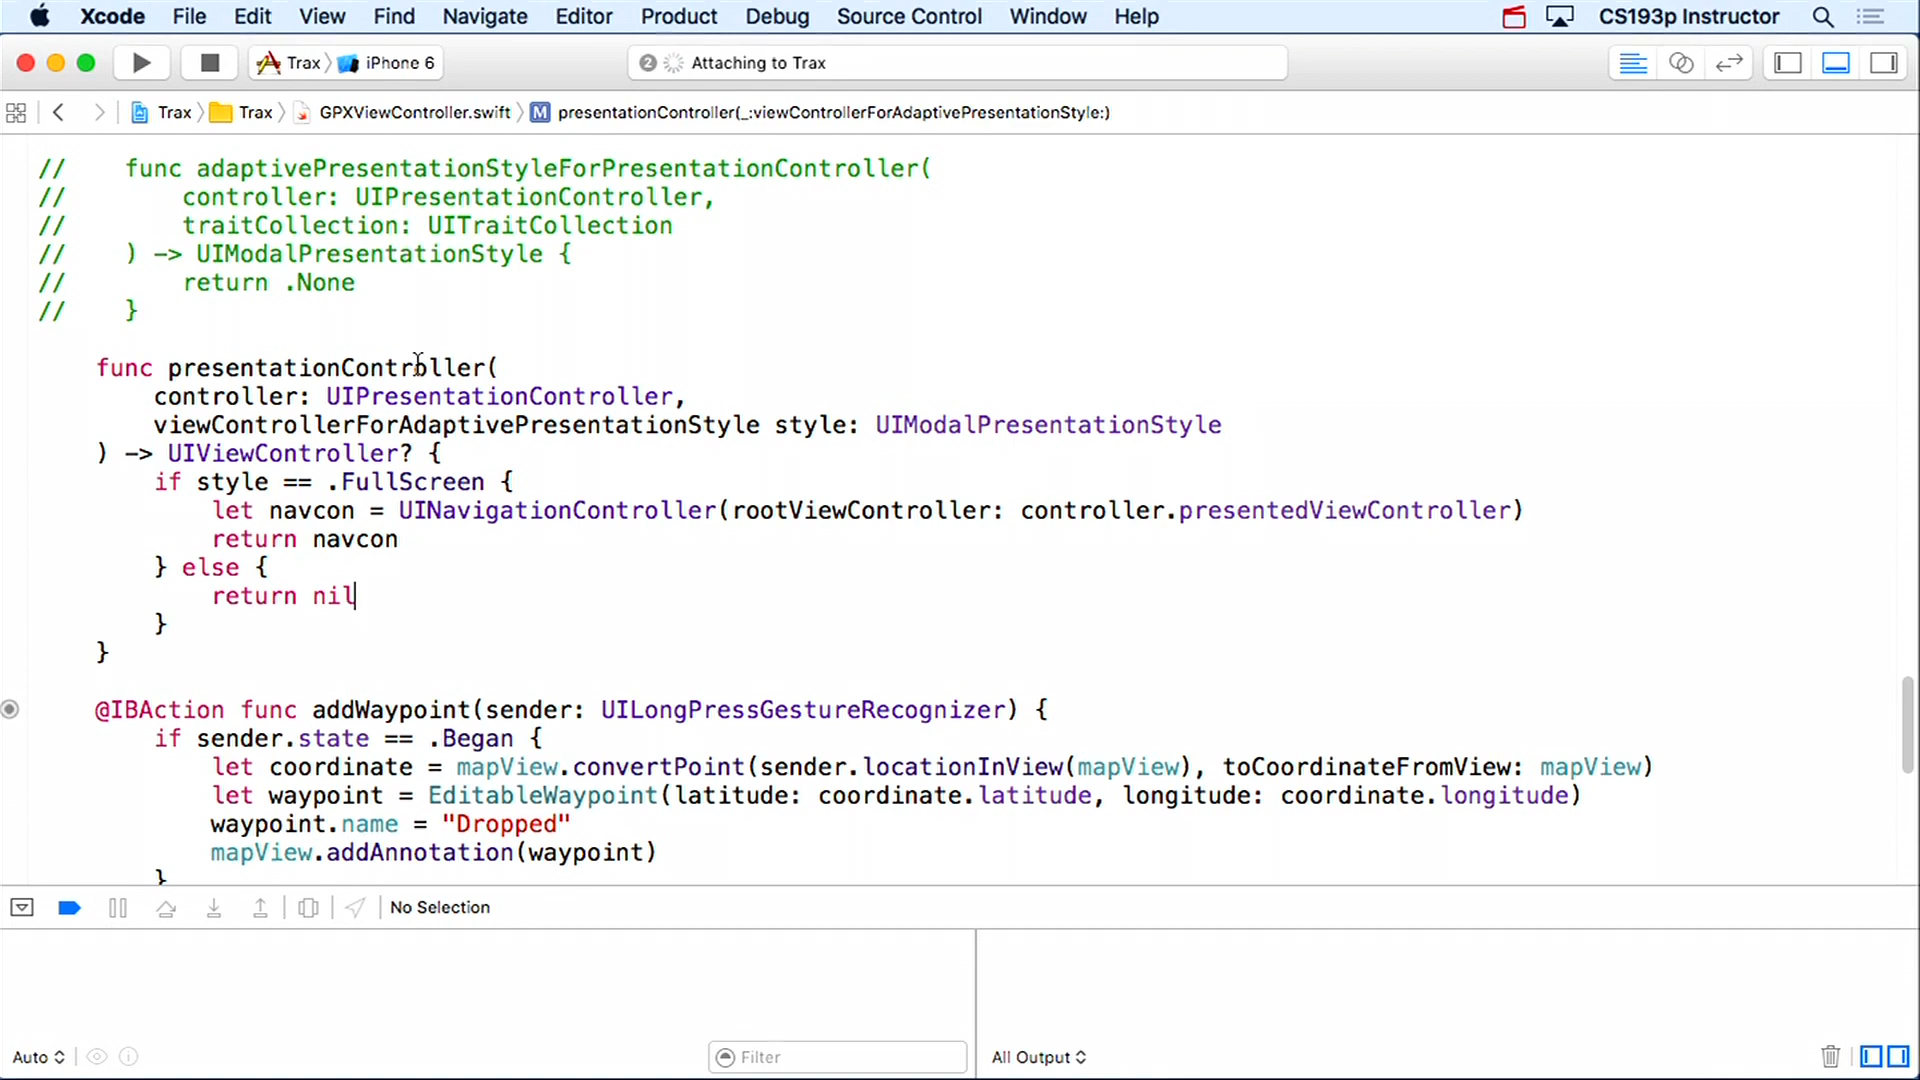 Xcode File Edit View Find Navigate Editor Product Debug Source Control Window Help CS193p Instructor
Trax iPhone 6 2 Attaching to Trax
Trax Trax GPXViewController.swift M presentationController(_:viewControllerForAdaptivePresentationStyle:)
// func adaptivePresentationStyleForPresentationController(
// controller: UIPresentationController,
// traitCollection: UITraitCollection
// ) -> UIModalPresentationStyle {
// return .None
// }
func presentationController(
controller: UIPresentationController,
viewControllerForAdaptivePresentationStyle style: UIModalPresentationStyle
) -> UIViewController? {
if style == .FullScreen {
let navcon = UINavigationController(rootViewController: controller.presentedViewController)
return navcon
} else {
return nil
}
}
@IBAction func addWaypoint(sender: UILongPressGestureRecognizer) {
if sender.state == .Began {
let coordinate = mapView.convertPoint(sender.locationInView(mapView), toCoordinateFromView: mapView)
let waypoint = EditableWaypoint(latitude: coordinate.latitude, longitude: coordinate.longitude)
waypoint.name = "Dropped"
mapView.addAnnotation(waypoint)
}
No Selection
Auto Filter All Output